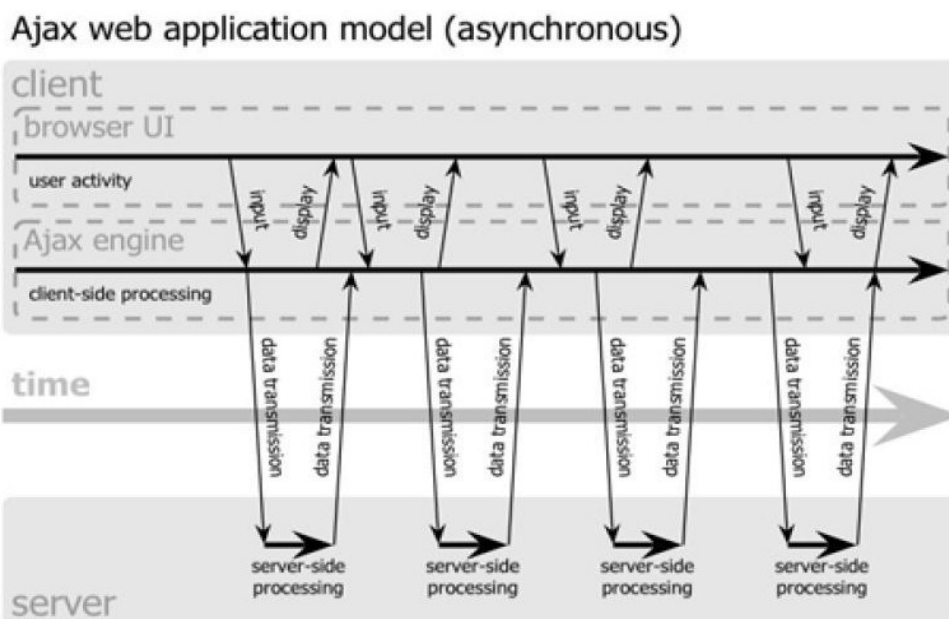 Ajax web application model (asynchronous)
client
browser UI
user activity
input
display
input
display
input
display
input
display
Ajax engine
client-side processing
data transmission
data transmission
data transmission
data transmission
data transmission
data transmission
data transmission
data transmission
time
server-side
processing
server-side
processing
server-side
processing
server-side
processing
server